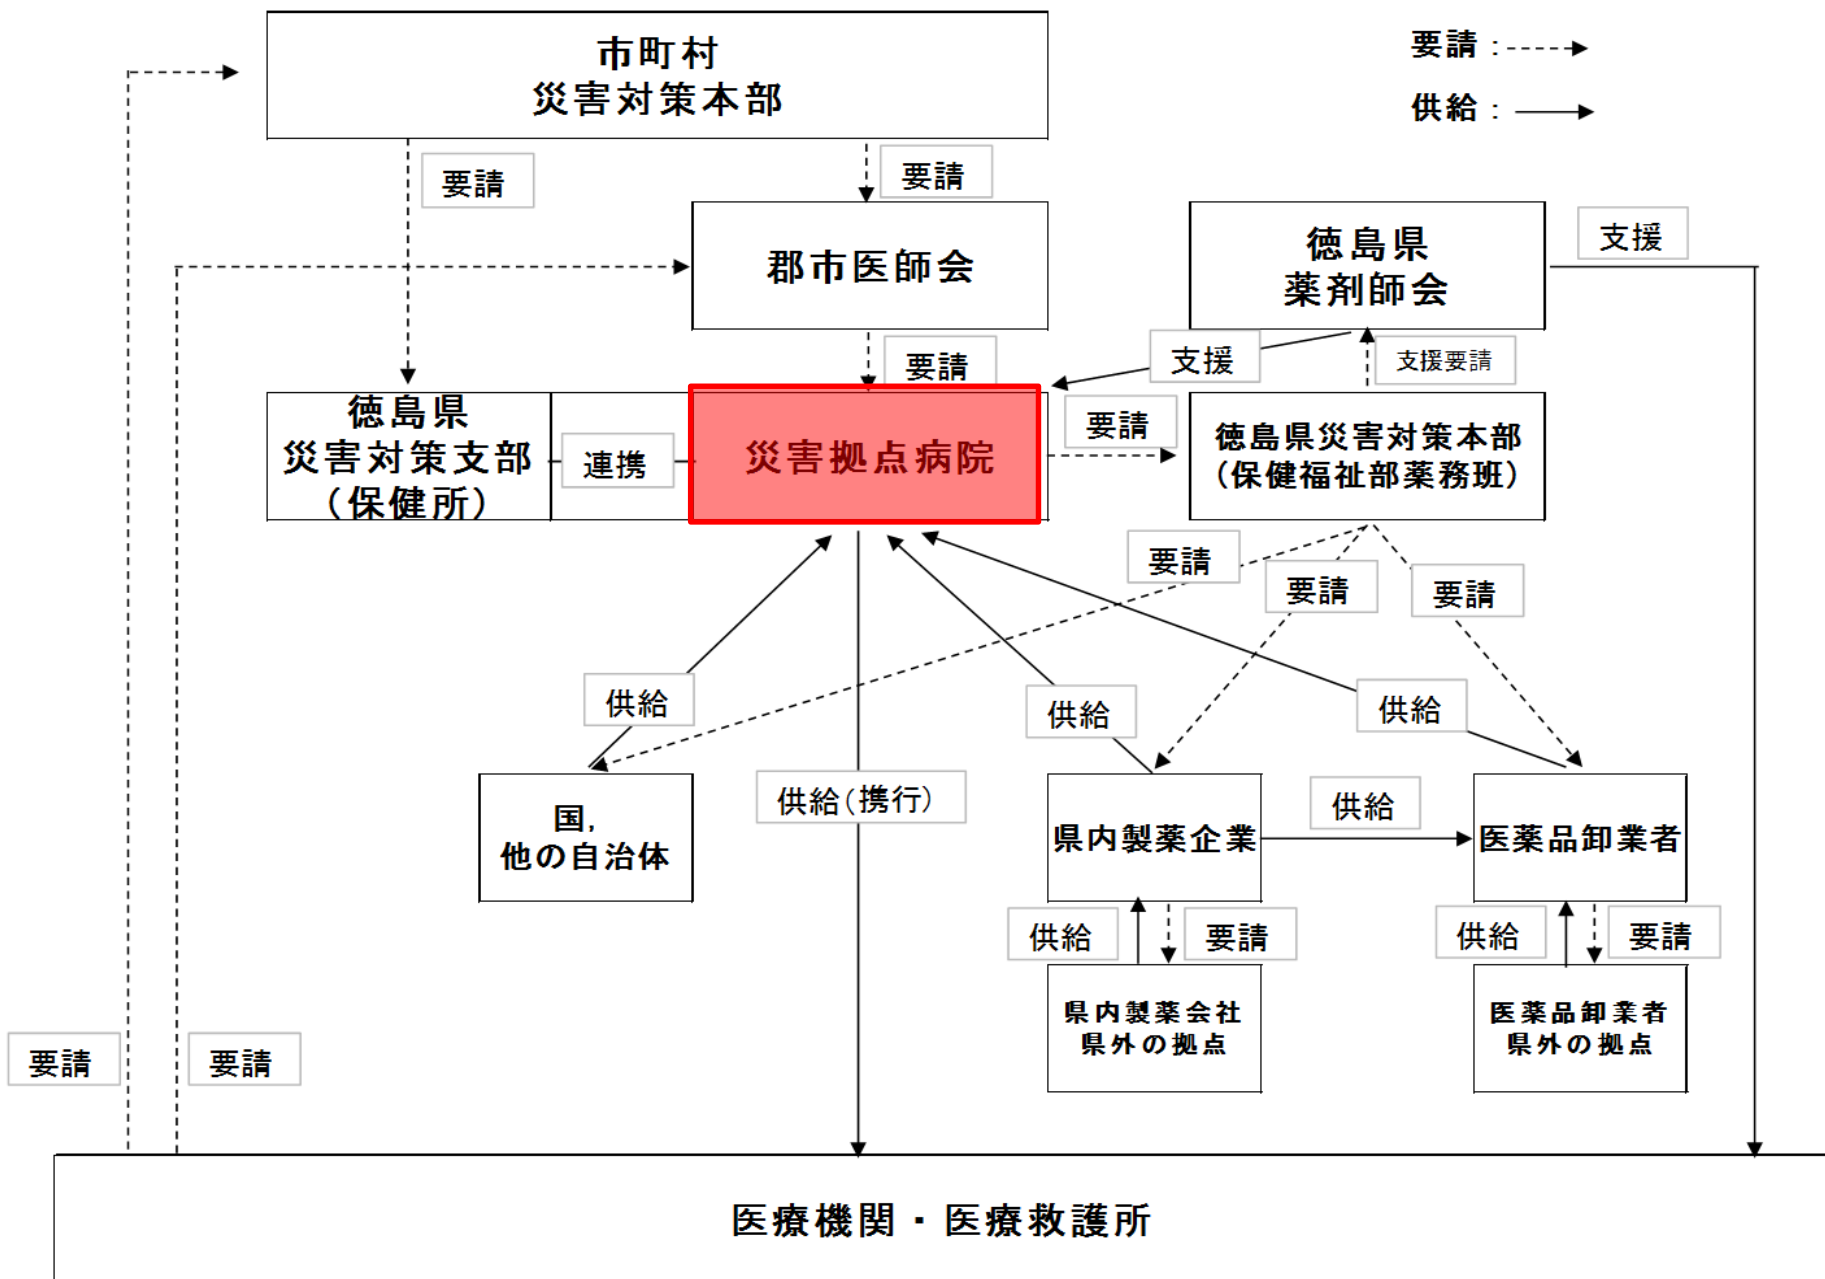 市町村
災害対策本部
要請：
供給：
要請
要請
郡市医師会
徳島県
薬剤師会
支援
要請
支援
支援要請
徳島県
災害対策支部
（保健所）
連携
災害拠点病院
要請
徳島県災害対策本部
（保健福祉部薬務班）
要請
要請
要請
供給
供給
供給
供給（携行）
国，
他の自治体
県内製薬企業
供給
医薬品卸業者
供給
要請
供給
要請
県内製薬会社
県外の拠点
医薬品卸業者
県外の拠点
要請
要請
医療機関・医療救護所